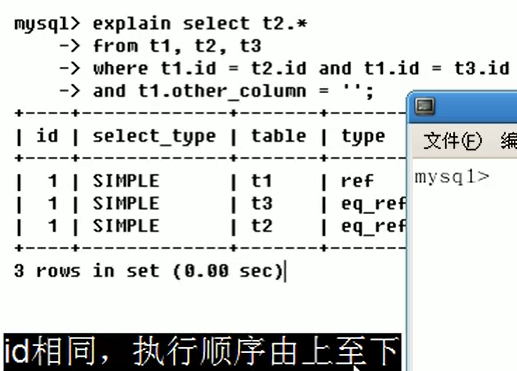 mysql> explain select t2.*
-> from t1, t2, t3
-> where t1.id = t2.id and t1.id = t3.id
-> and t1.other_column = '';
+----+-------------+-------+-------
| id | select_type | table | type
+----+-------------+-------+-------
| 1 | SIMPLE | t1 | ref
| 1 | SIMPLE | t3 | eq_ref
| 1 | SIMPLE | t2 | eq_ref
+----+-------------+-------+-------
3 rows in set (0.00 sec)
文件(F) 编
mysql>
id相同，执行顺序由上至下